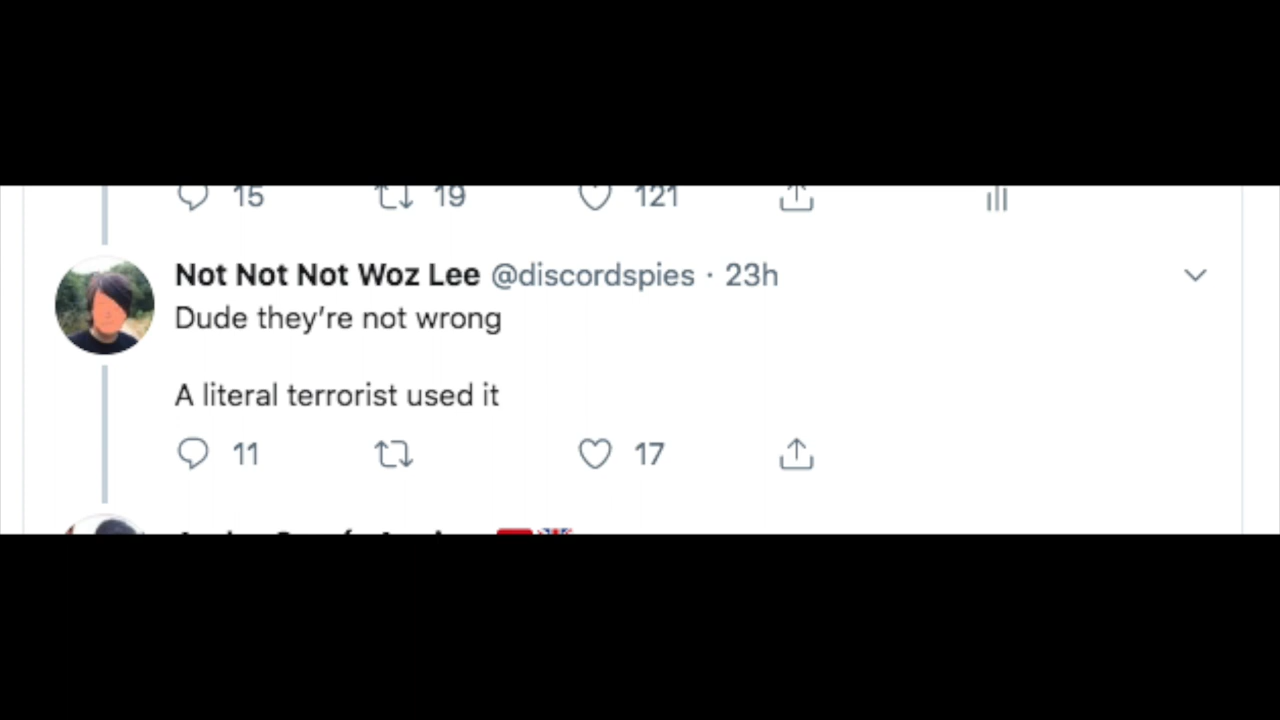 15 19 121
Not Not Not Woz Lee @discordspies · 23h
Dude they’re not wrong
A literal terrorist used it
11 17